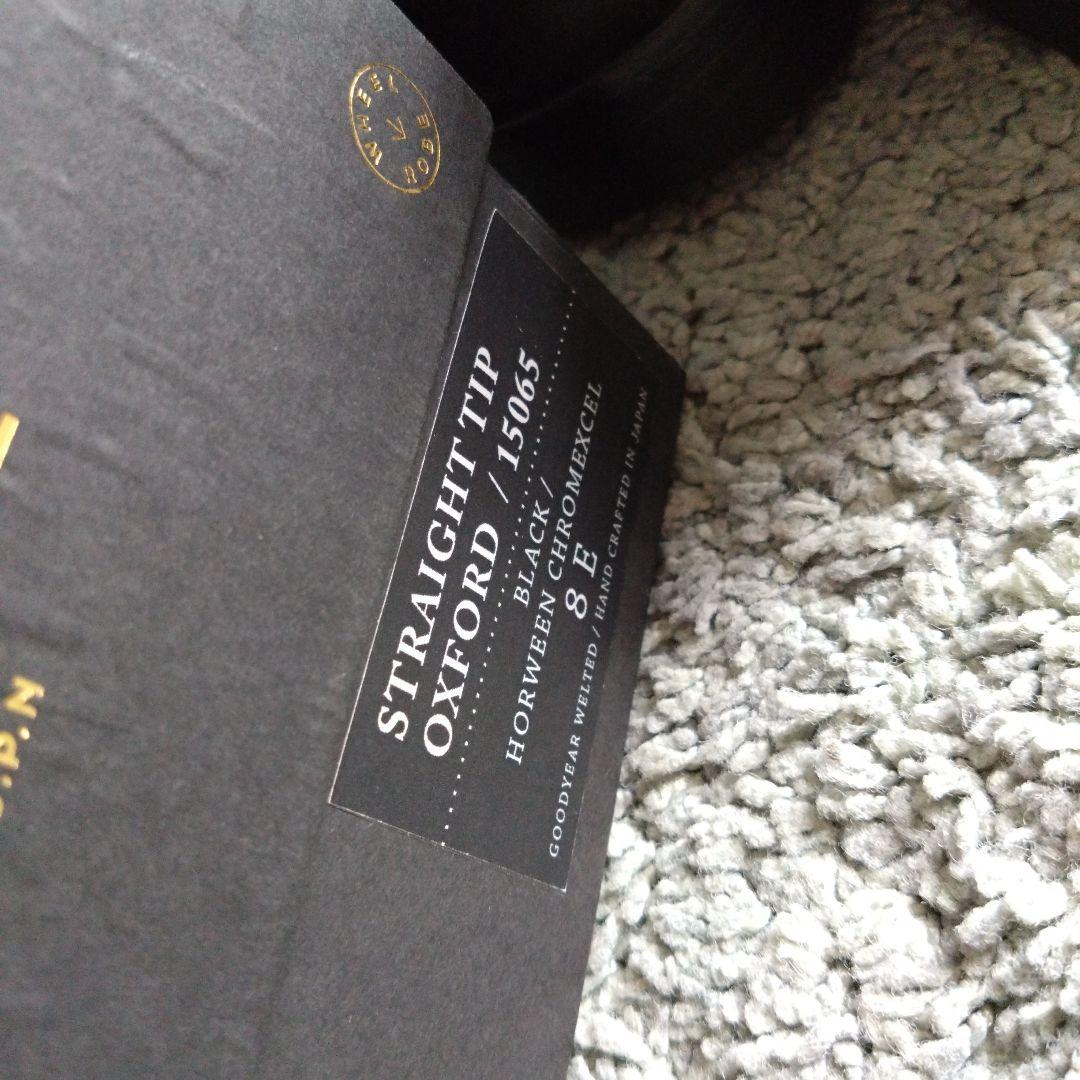 WHEEL
ROBE
STRAIGHT TIP
OXFORD / 15065
BLACK /
HORWEEN CHROMEXCEL
8 E
GOODYEAR WELTED / HAND CRAFTED IN JAPAN
.P.N